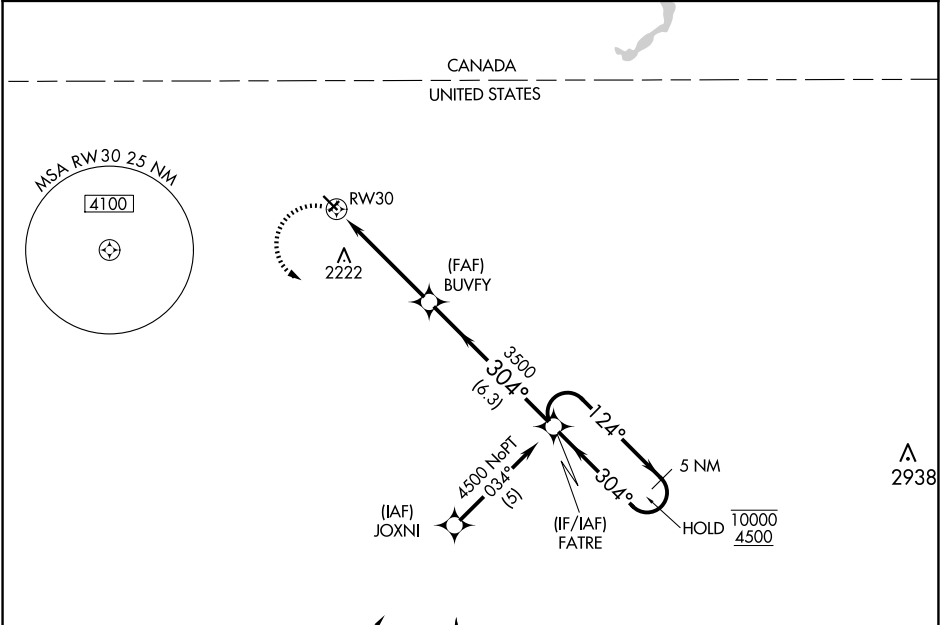 CANADA
UNITED STATES
MSA RW30 25 NM
4100
RW30
2222
(FAF)
BUVFY
3500
304°
(6.3)
124°
5 NM
2938
4500 NoPT
034°
(5)
304°
(IAF)
JOXNI
(IF/IAF)
FATRE
HOLD
10000
4500